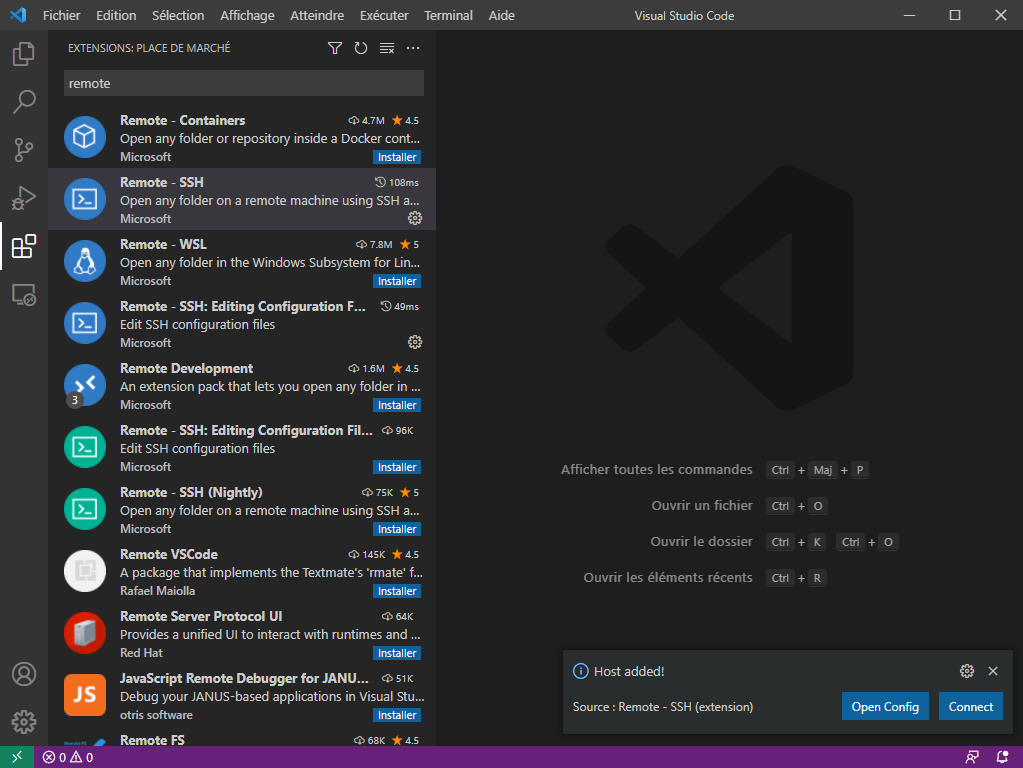 Fichier Edition Sélection Affichage Atteindre Exécuter Terminal Aide Visual Studio Code
EXTENSIONS: PLACE DE MARCHÉ
remote
Remote - Containers 4.7M 4.5
Open any folder or repository inside a Docker cont...
Microsoft Installer
Remote - SSH 108ms
Open any folder on a remote machine using SSH a...
Microsoft
Remote - WSL 7.8M 5
Open any folder in the Windows Subsystem for Lin...
Microsoft Installer
Remote - SSH: Editing Configuration F... 49ms
Edit SSH configuration files
Microsoft
Remote Development 1.6M 4.5
An extension pack that lets you open any folder in ...
3 Microsoft Installer
Remote - SSH: Editing Configuration Fil... 96K
Edit SSH configuration files
Microsoft Installer
Remote - SSH (Nightly) 75K 5
Open any folder on a remote machine using SSH a...
Microsoft Installer
Remote VSCode 145K 4.5
A package that implements the Textmate's 'rmate' f...
Rafael Maiolla Installer
Remote Server Protocol UI 64K
Provides a unified UI to interact with runtimes and ...
Red Hat Installer
JavaScript Remote Debugger for JANU... 51K
JS Debug your JANUS-based applications in Visual Stu...
otris software Installer
Remote FS 68K 4.5
Afficher toutes les commandes Ctrl + Maj + P
Ouvrir un fichier Ctrl + O
Ouvrir le dossier Ctrl + K Ctrl + O
Ouvrir les éléments récents Ctrl + R
Host added!
Source : Remote - SSH (extension) Open Config Connect
0 0